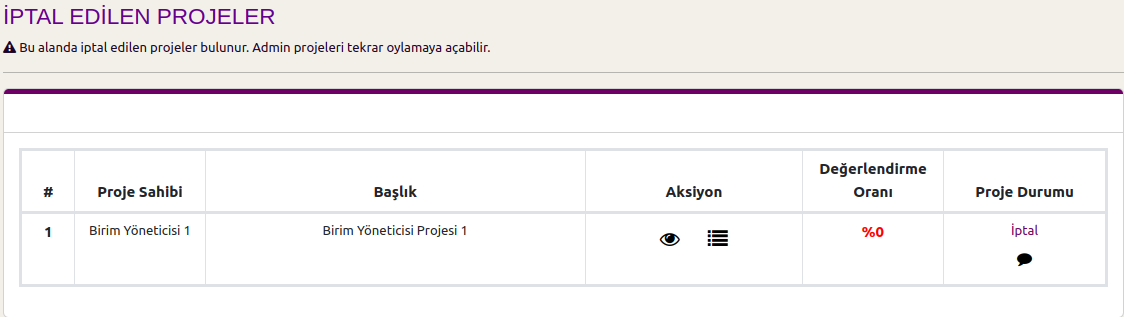 İPTAL EDİLEN PROJELER
Bu alanda iptal edilen projeler bulunur. Admin projeleri tekrar oylamaya açabilir.
# Proje Sahibi Başlık Aksiyon Değerlendirme Oranı Proje Durumu
1 Birim Yöneticisi 1 Birim Yöneticisi Projesi 1 %0 İptal